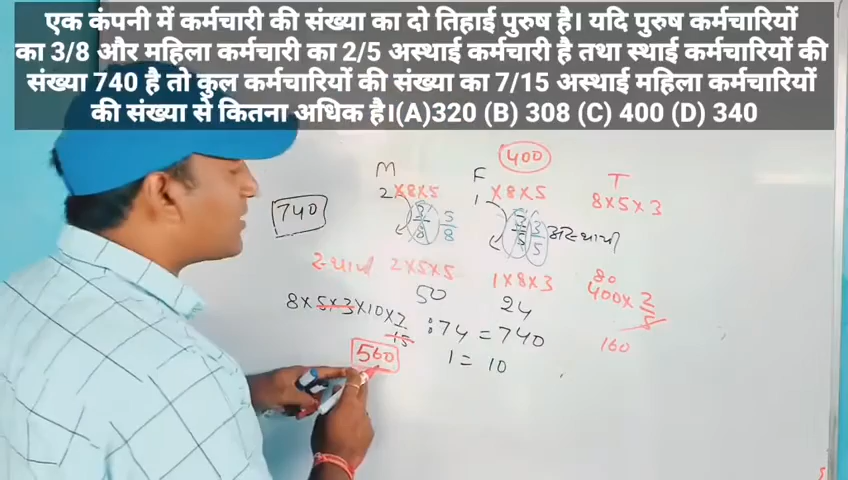 एक कंपनी में कर्मचारी की संख्या का दो तिहाई पुरुष है। यदि पुरुष कर्मचारियों
का 3/8 और महिला कर्मचारी का 2/5 अस्थाई कर्मचारी है तथा स्थाई कर्मचारियों की
संख्या 740 है तो कुल कर्मचारियों की संख्या का 7/15 अस्थाई महिला कर्मचारियों
की संख्या से कितना अधिक है।(A)320 (B) 308 (C) 400 (D) 340
400
M F T
2×8×5 1×8×5 8×5×3
740
3/8 5/8 3/5 अस्थायी
स्थायी 2×5×5 1×8×3
50 24
80
400×2/5
160
8×5×3×10×7/15
: 74 = 740
560
1 = 10